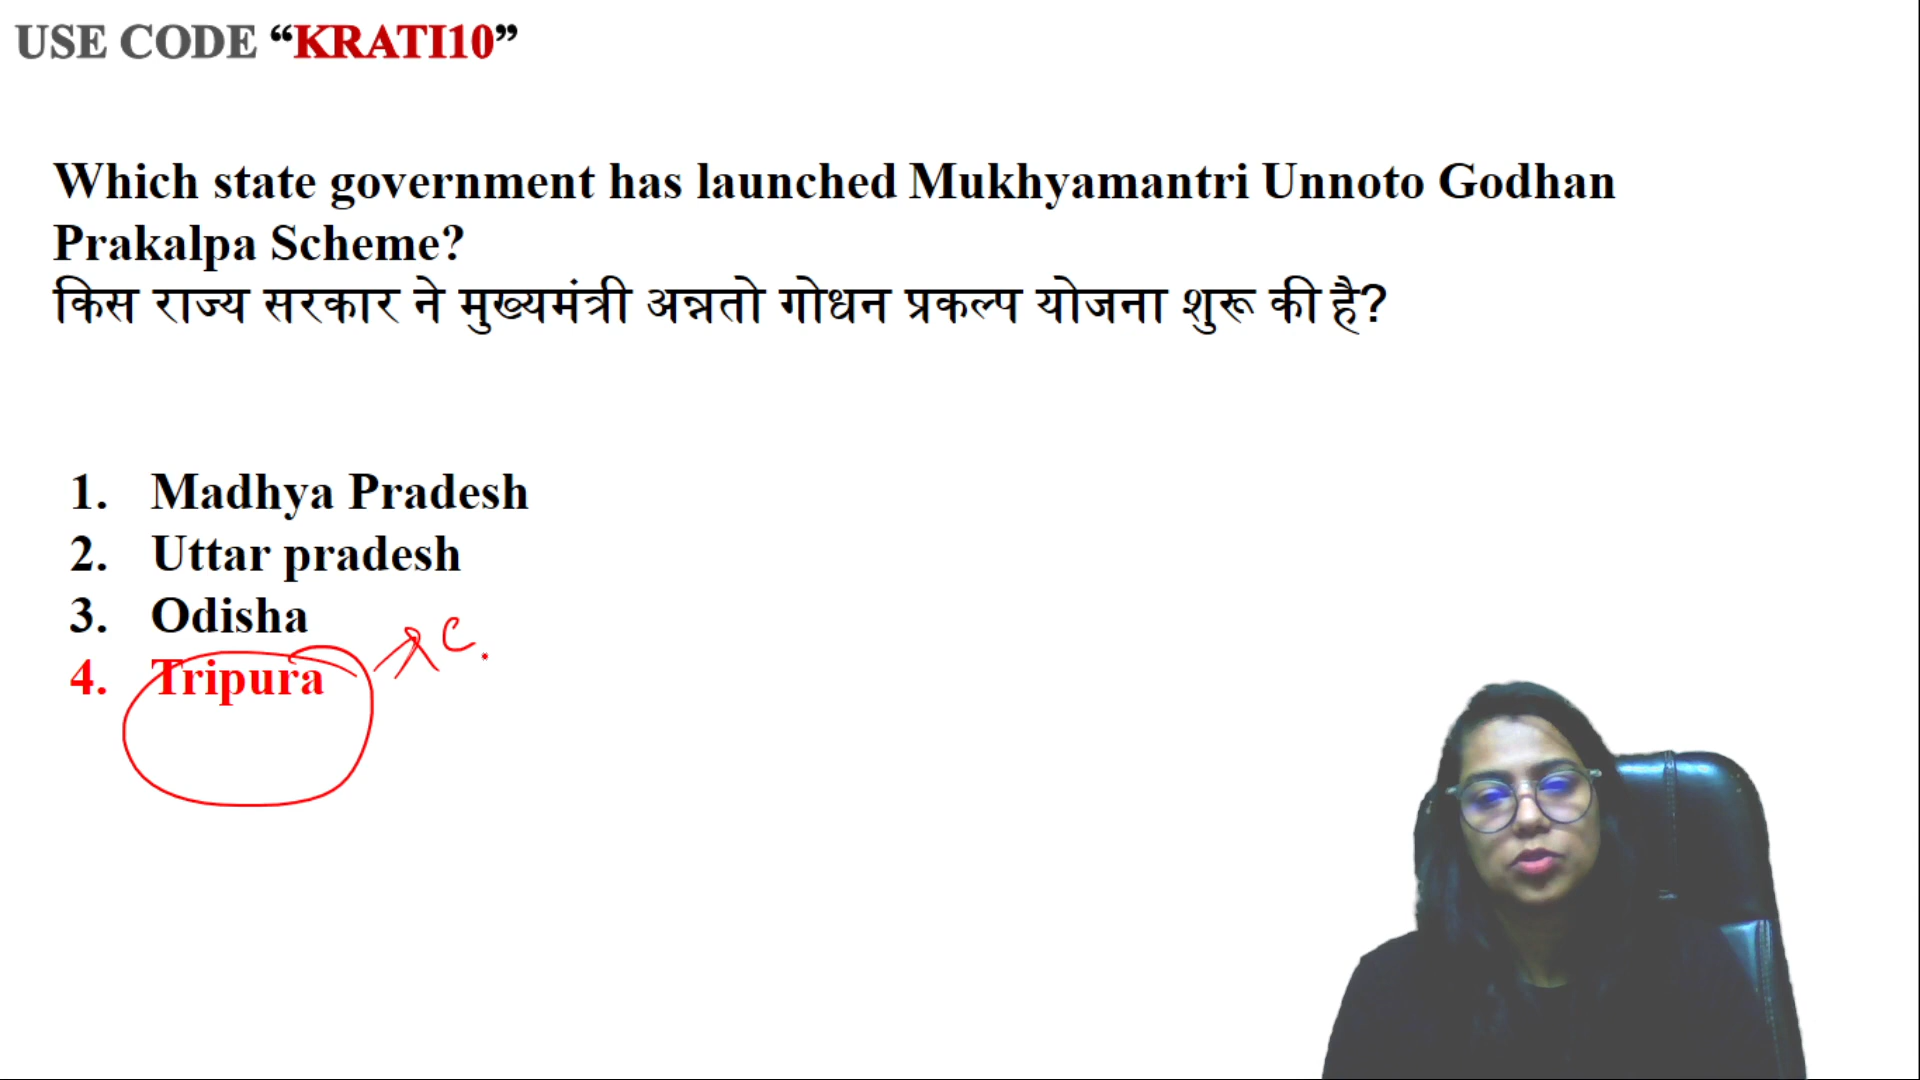 USE CODE “KRATI10”
Which state government has launched Mukhyamantri Unnoto Godhan
Prakalpa Scheme?
किस राज्य सरकार ने मुख्यमंत्री अन्नतो गोधन प्रकल्प योजना शुरू की है?
1. Madhya Pradesh
2. Uttar pradesh
3. Odisha
4. Tripura